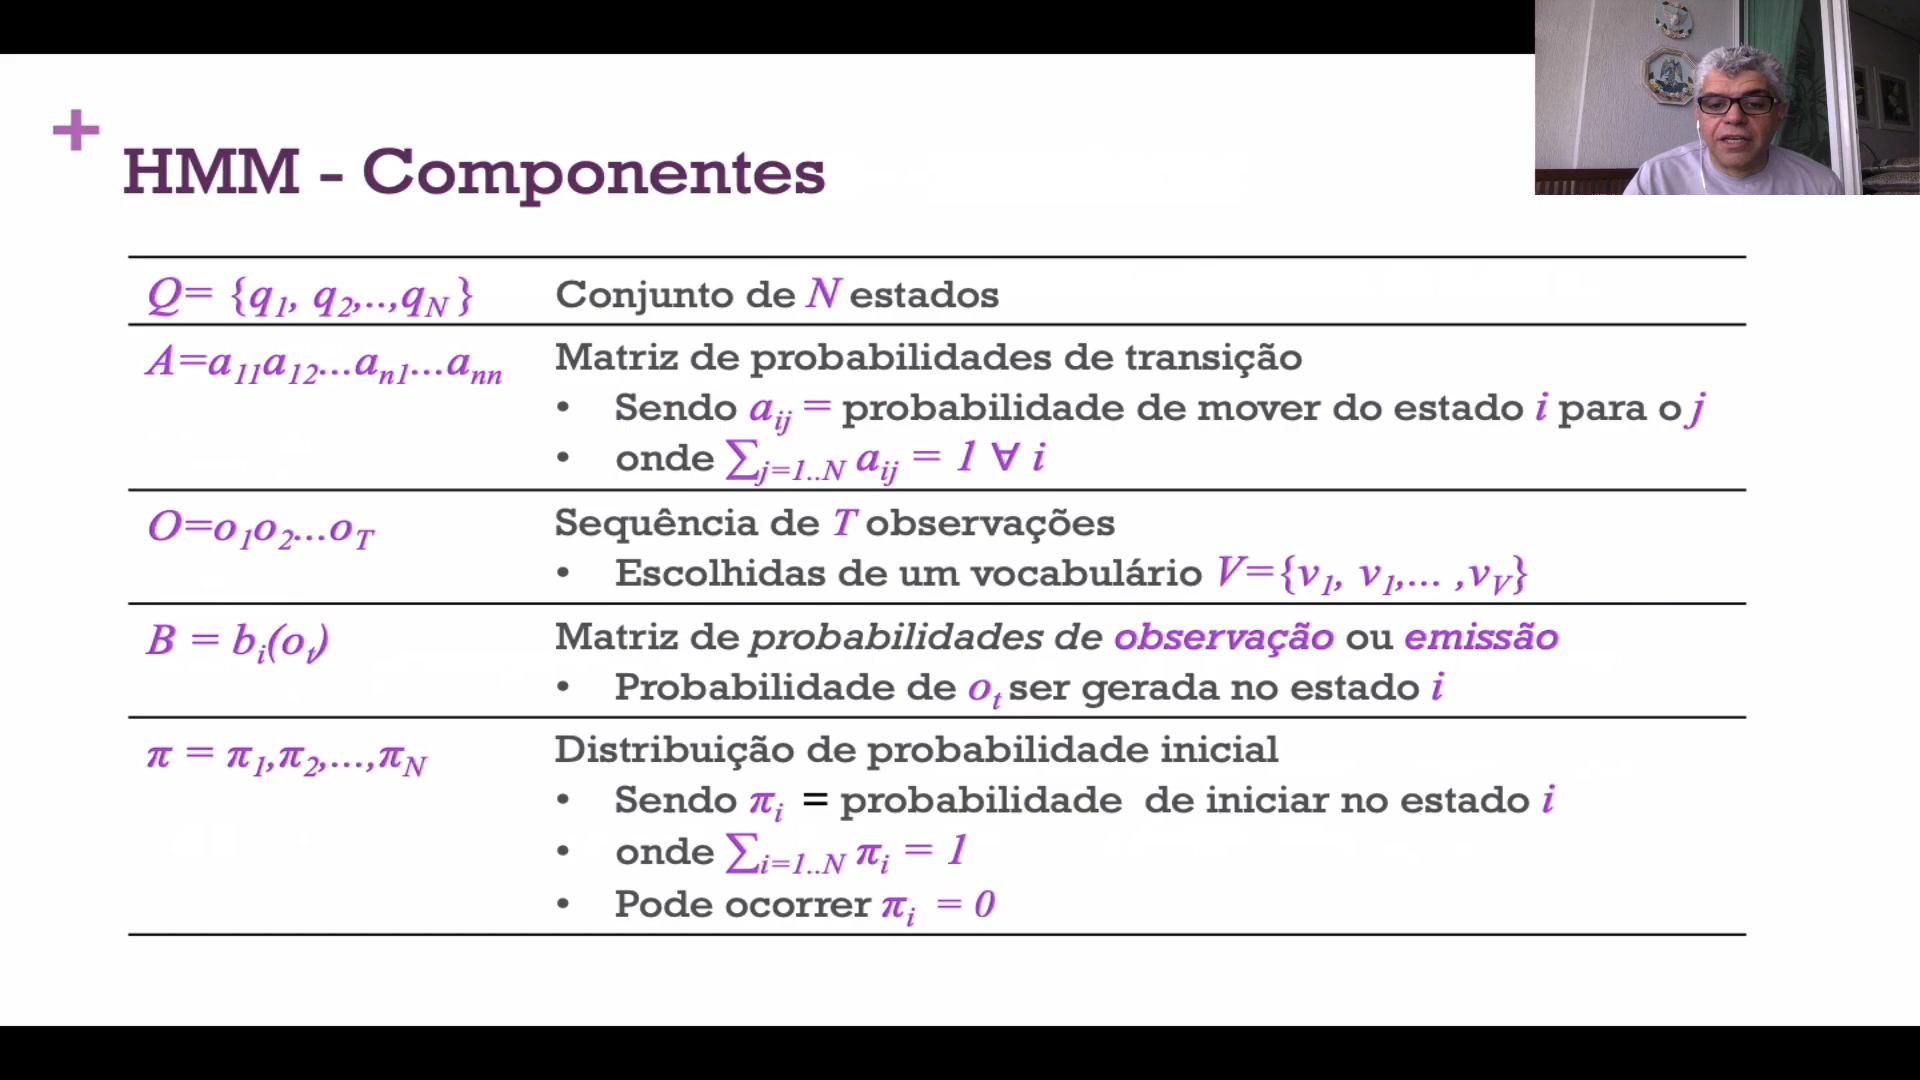 +
HMM - Componentes
Q= {q1, q2,..,qN }
Conjunto de N estados
A=a11a12...an1...ann
Matriz de probabilidades de transição
• Sendo aij = probabilidade de mover do estado i para o j
• onde ∑j=1..N aij = 1 ∀ i
O=o1o2...oT
Sequência de T observações
• Escolhidas de um vocabulário V={v1, v1,... ,vV}
B = bi(ot)
Matriz de probabilidades de observação ou emissão
• Probabilidade de ot ser gerada no estado i
π = π1,π2,...,πN
Distribuição de probabilidade inicial
• Sendo πi = probabilidade de iniciar no estado i
• onde ∑i=1..N πi = 1
• Pode ocorrer πi = 0